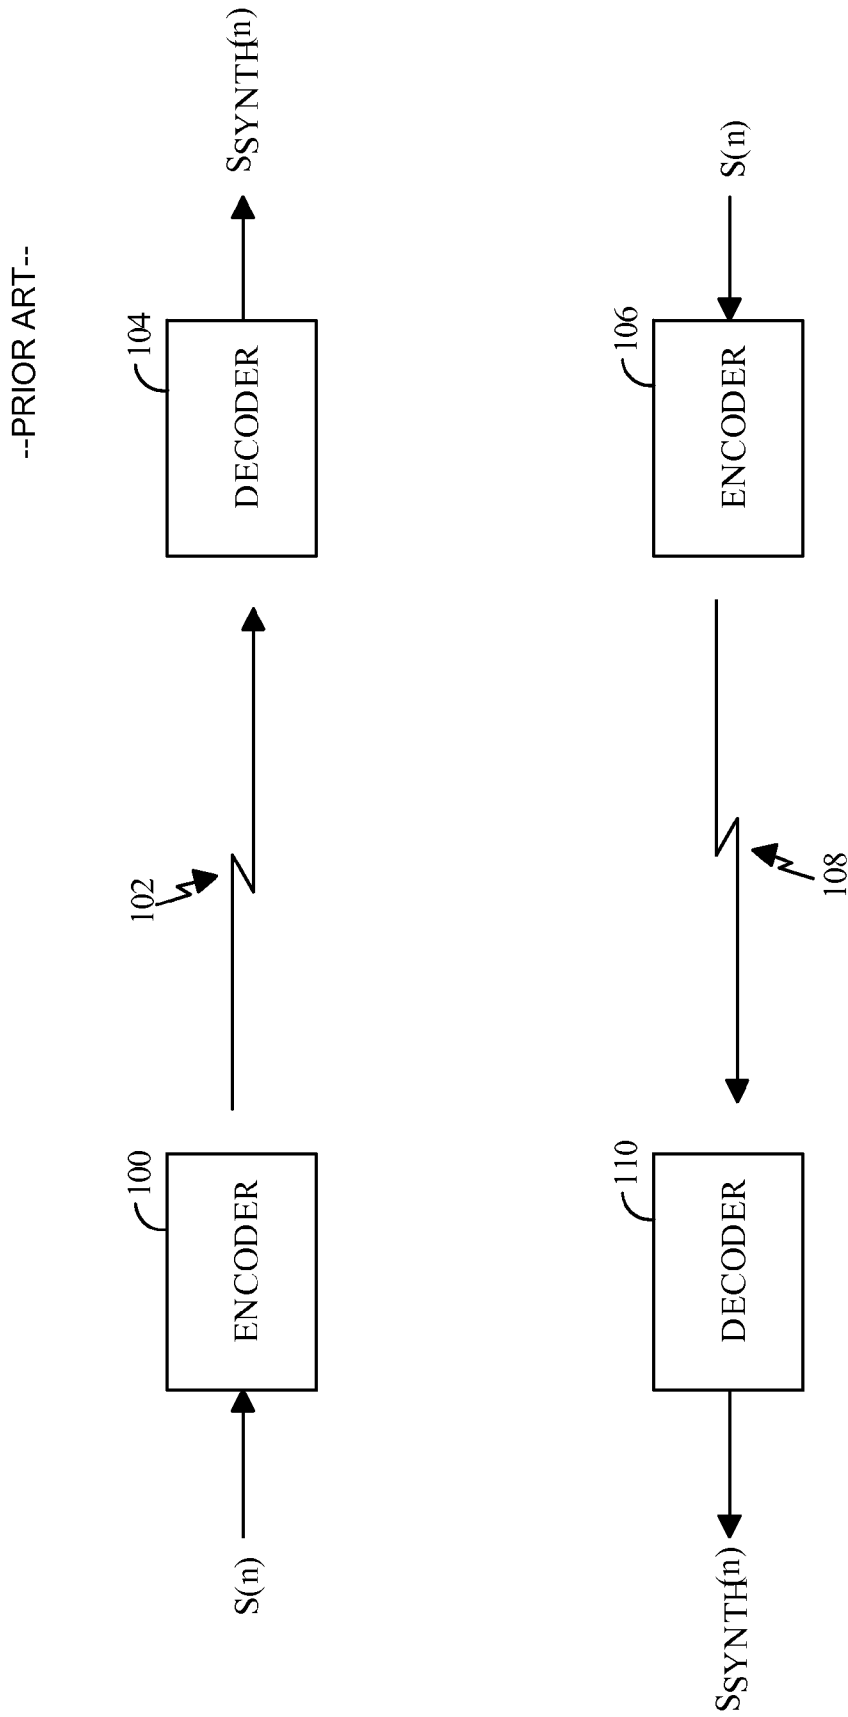 --PRIOR ART--
S(n)
100
ENCODER
102
104
DECODER
SSYNTH(n)
SSYNTH(n)
110
DECODER
108
106
ENCODER
S(n)